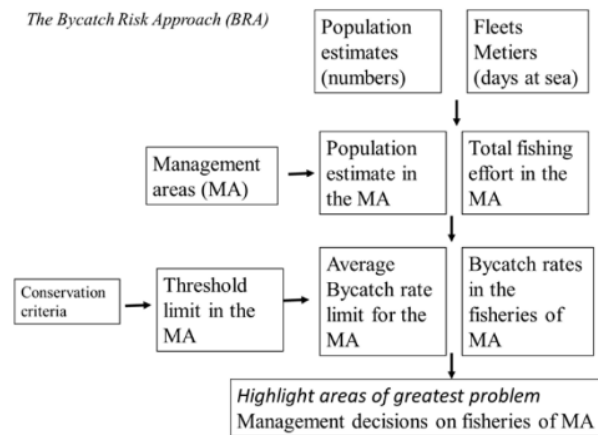 The Bycatch Risk Approach (BRA)
Population
estimates
(numbers)
Fleets
Metiers
(days at sea)
Management
areas (MA)
Population
estimate in
the MA
Total fishing
effort in the
MA
Conservation
criteria
Threshold
limit in the
MA
Average
Bycatch rate
limit for the
MA
Bycatch rates
in the
fisheries of
MA
Highlight areas of greatest problem
Management decisions on fisheries of MA